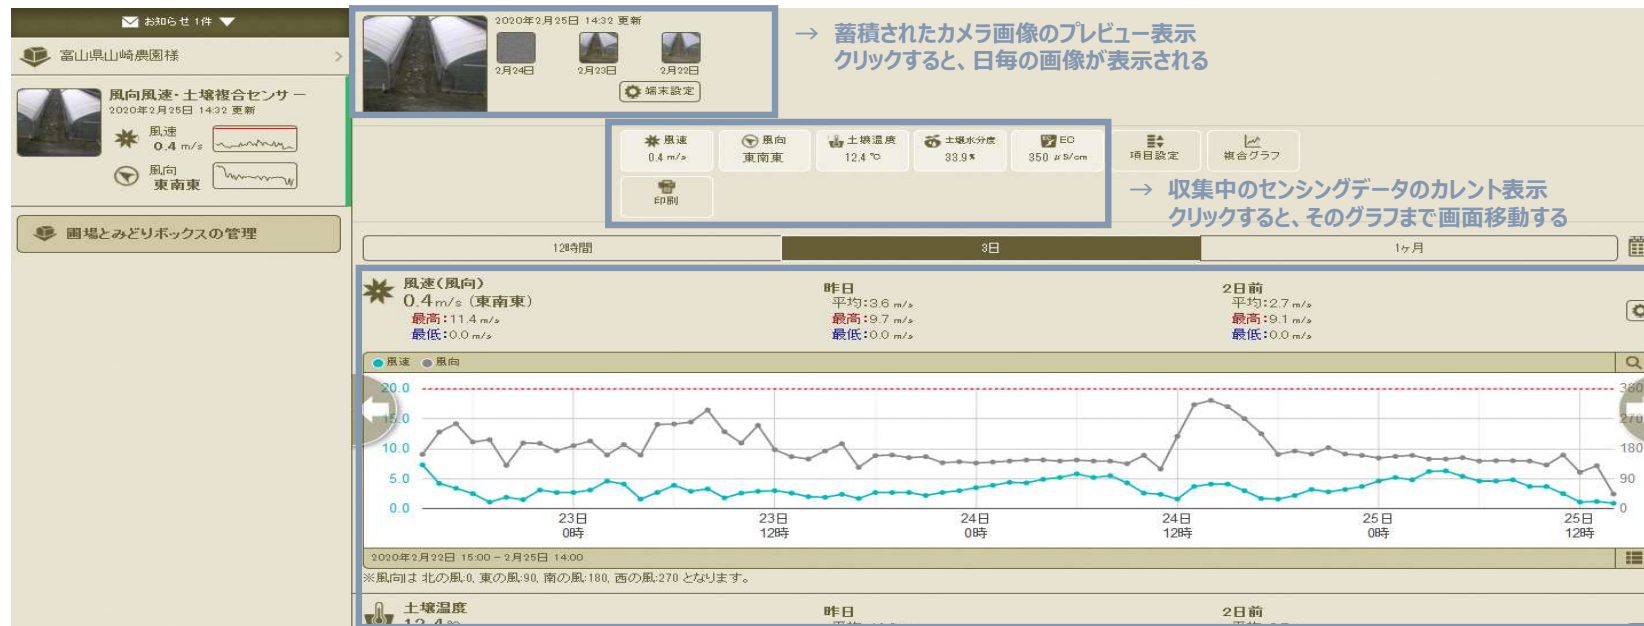 お知らせ 1件
富山県山崎農園様
風向風速・土壌複合センサー
2020年2月25日 14:32 更新
風速
0.4 m/s
風向
東南東
圃場とみどりボックスの管理
2020年2月25日 14:32 更新
2月24日 2月23日 2月22日
端末設定
→ 蓄積されたカメラ画像のプレビュー表示
クリックすると、日毎の画像が表示される
風速 0.4 m/s
風向 東南東
土壌温度 12.4 ℃
土壌水分度 33.9%
EC 350 μS/cm
項目設定
複合グラフ
印刷
→ 収集中のセンシングデータのカレント表示
クリックすると、そのグラフまで画面移動する
12時間 3日 1ヶ月
風速(風向)
0.4m/s (東南東)
最高:11.4 m/s
最低:0.0 m/s
昨日
平均:3.6 m/s
最高:9.7 m/s
最低:0.0 m/s
2日前
平均:2.7 m/s
最高:9.1 m/s
最低:0.0 m/s
風速 風向
20.0 360
15.0 270
10.0 180
5.0 90
0.0 0
23日 23日 24日 24日 25日 25日
0時 12時 0時 12時 0時 12時
2020年2月22日 15:00 - 2月25日 14:00
※風向は 北の風:0, 東の風:90, 南の風:180, 西の風:270 となります。
土壌温度
12.4℃
昨日
2日前